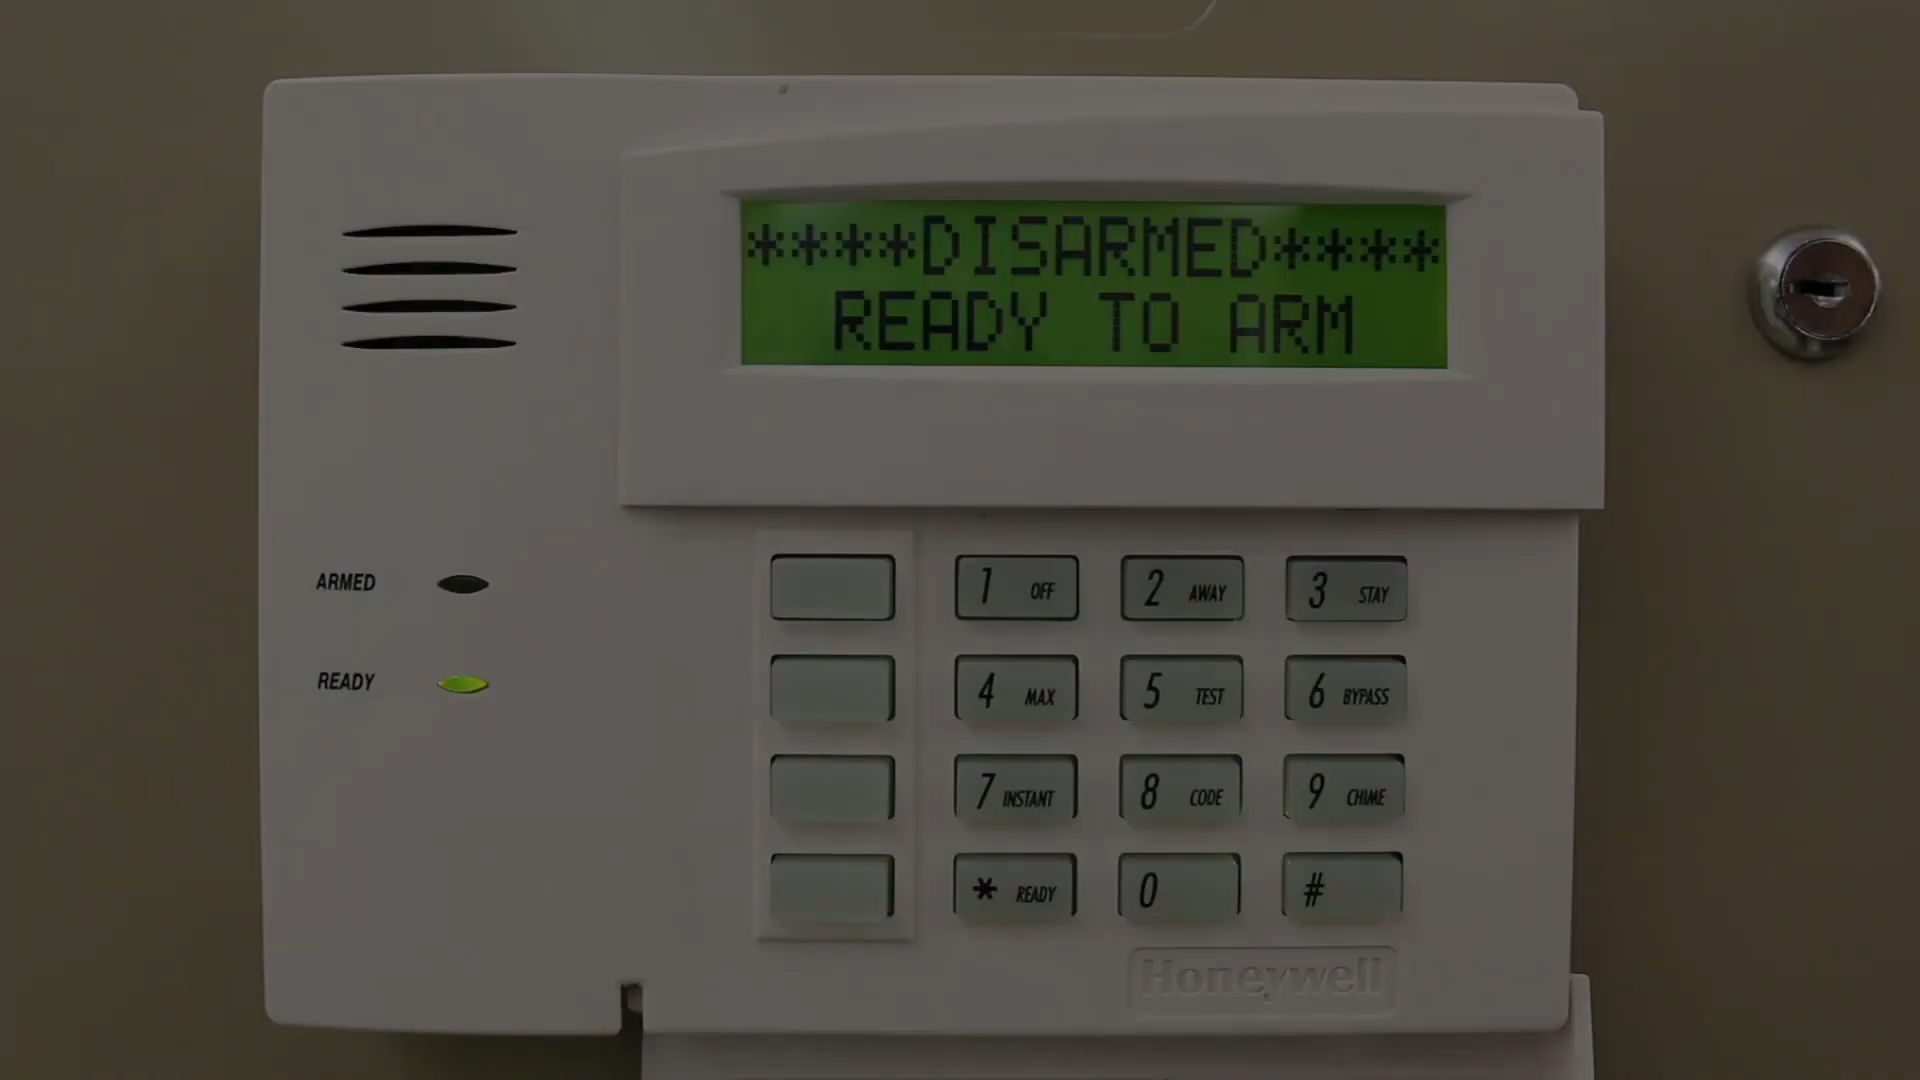 ****DISARMED****
READY TO ARM
ARMED
READY
1 OFF
2 AWAY
3 STAY
4 MAX
5 TEST
6 BYPASS
7 INSTANT
8 CODE
9 CHIME
* READY
0
#
Honeywell